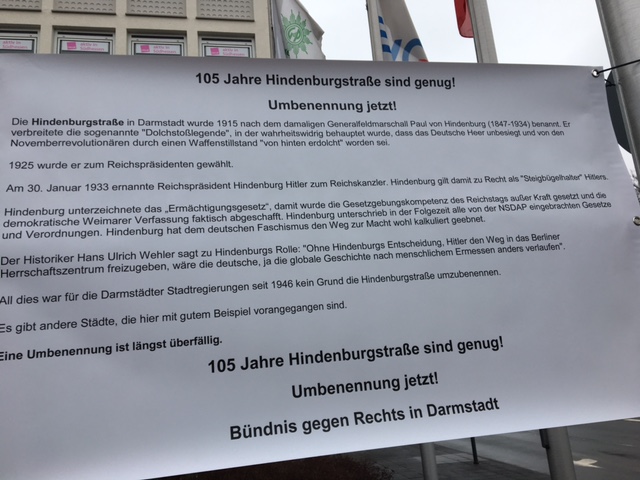 105 Jahre Hindenburgstraße sind genug!
Umbenennung jetzt!
Die Hindenburgstraße in Darmstadt wurde 1915 nach dem damaligen Generalfeldmarschall Paul von Hindenburg (1847-1934) benannt. Er
verbreitete die sogenannte "Dolchstoßlegende", in der wahrheitswidrig behauptet wurde, dass das Deutsche Heer unbesiegt und von den
Novemberrevolutionären durch einen Waffenstillstand "von hinten erdolcht" worden sei.
1925 wurde er zum Reichspräsidenten gewählt.
Am 30. Januar 1933 ernannte Reichspräsident Hindenburg Hitler zum Reichskanzler. Hindenburg gilt damit zu Recht als "Steigbügelhalter" Hitlers.
Hindenburg unterzeichnete das „Ermächtigungsgesetz", damit wurde die Gesetzgebungskompetenz des Reichstags außer Kraft gesetzt und die
demokratische Weimarer Verfassung faktisch abgeschafft. Hindenburg unterschrieb in der Folgezeit alle von der NSDAP eingebrachten Gesetze
und Verordnungen. Hindenburg hat dem deutschen Faschismus den Weg zur Macht wohl kalkuliert geebnet.
Der Historiker Hans Ulrich Wehler sagt zu Hindenburgs Rolle: "Ohne Hindenburgs Entscheidung, Hitler den Weg in das Berliner
Herrschaftszentrum freizugeben, wäre die deutsche, ja die globale Geschichte nach menschlichem Ermessen anders verlaufen".
All dies war für die Darmstädter Stadtregierungen seit 1946 kein Grund die Hindenburgstraße umzubenennen.
Es gibt andere Städte, die hier mit gutem Beispiel vorangegangen sind.
Eine Umbenennung ist längst überfällig.
105 Jahre Hindenburgstraße sind genug!
Umbenennung jetzt!
Bündnis gegen Rechts in Darmstadt